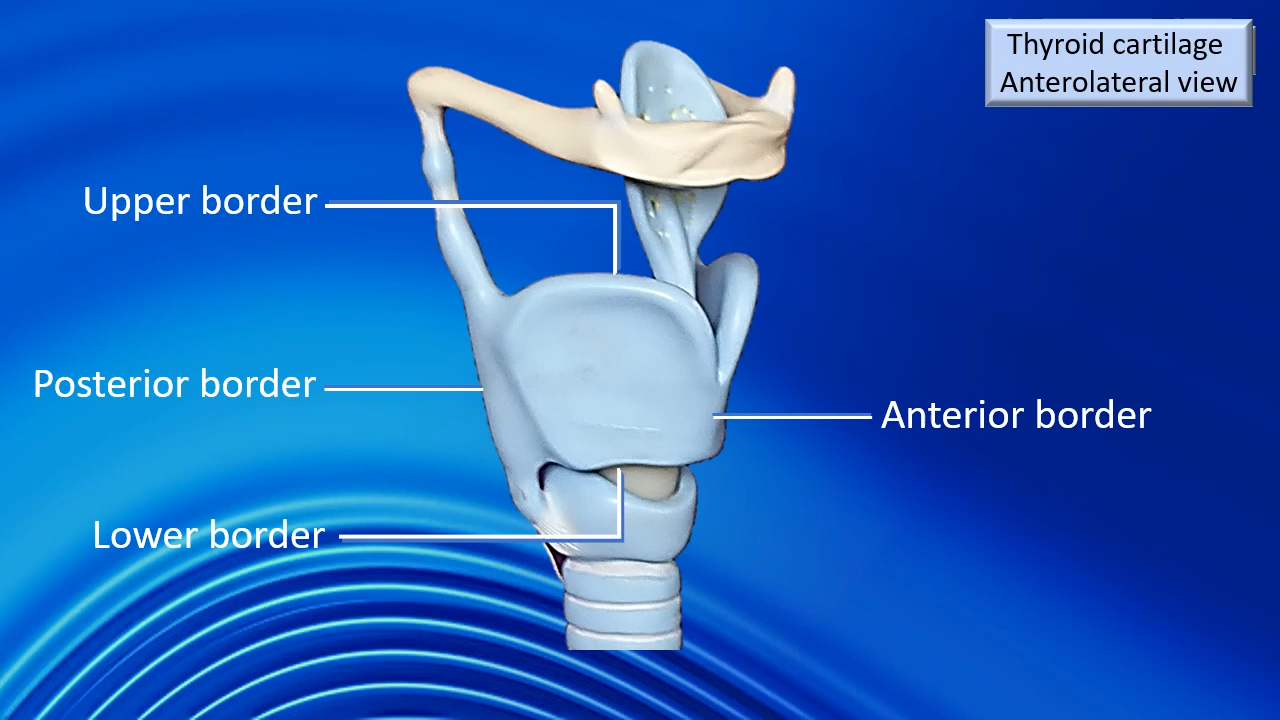 Thyroid cartilage
Anterolateral view
Upper border
Posterior border
Anterior border
Lower border